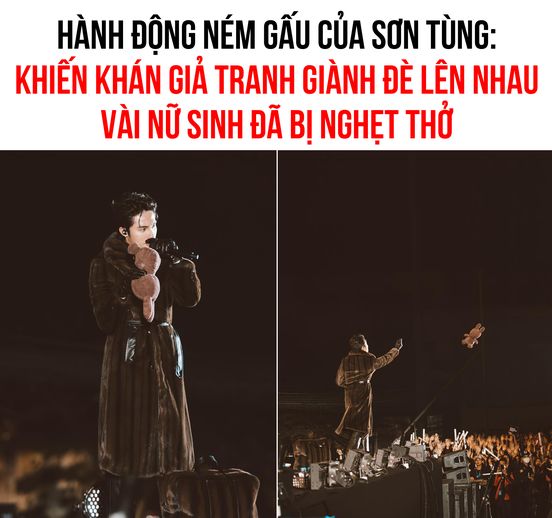 HÀNH ĐỘNG NÉM GẤU CỦA SƠN TÙNG:
KHIẾN KHÁN GIẢ TRANH GIÀNH ĐÈ LÊN NHAU
VÀI NỮ SINH ĐÃ BỊ NGHẸT THỞ